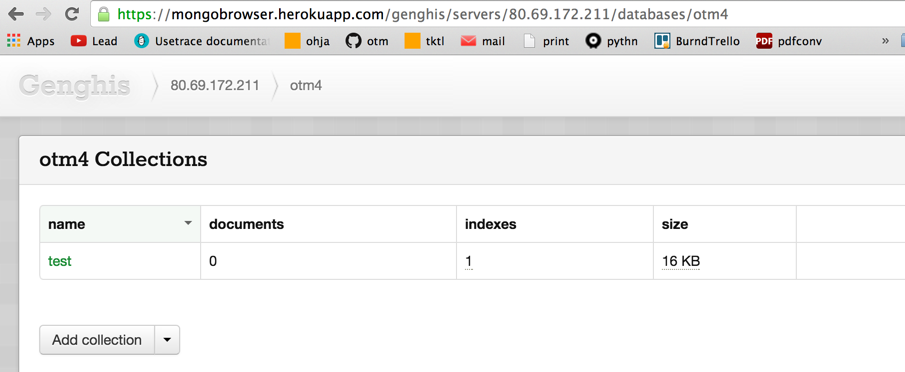 https://mongobrowser.herokuapp.com/genghis/servers/80.69.172.211/databases/otm4
Apps Lead Usetrace documenta ohja otm tktl mail print pythn BurndTrello PDF pdfconv »
Genghis 80.69.172.211 otm4
otm4 Collections
name documents indexes size
test 0 1 16 KB
Add collection